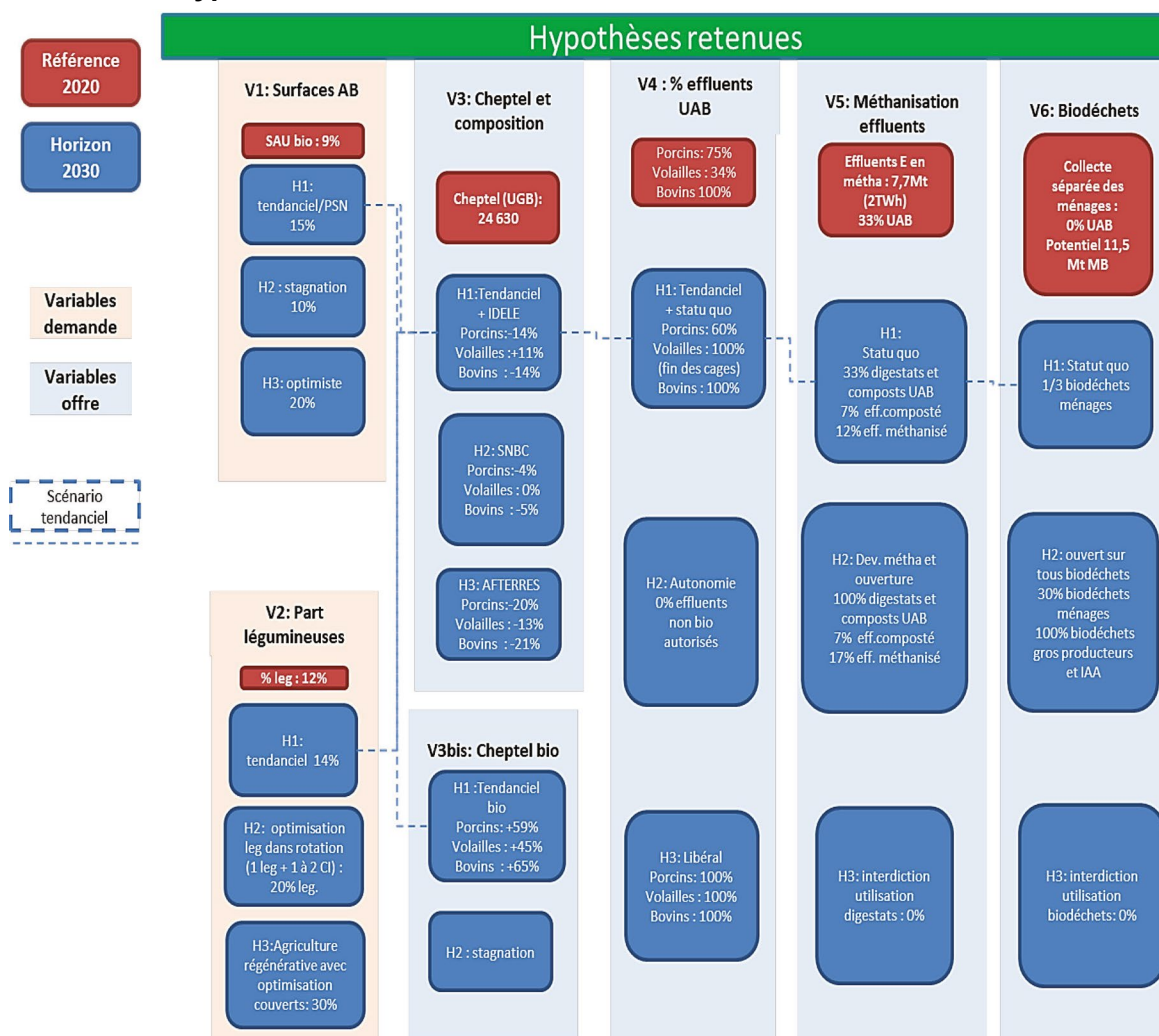 Hypothèses retenues
Référence
2020
Horizon
2030
Variables
demande
Variables
offre
Scénario
tendanciel
V1: Surfaces AB
SAU bio : 9%
H1:
tendanciel/PSN
15%
H2 : stagnation
10%
H3: optimiste
20%
V2: Part
légumineuses
% leg : 12%
H1:
tendanciel 14%
H2: optimisation
leg dans rotation
(1 leg + 1 à 2 CI) :
20% leg.
H3:Agriculture
régénérative avec
optimisation
couverts: 30%
V3: Cheptel et
composition
Cheptel (UGB):
24 630
H1:Tendanciel
+ IDELE
Porcins:-14%
Volailles :+11%
Bovins : -14%
H2: SNBC
Porcins:-4%
Volailles : 0%
Bovins : -5%
H3: AFTERRES
Porcins:-20%
Volailles : -13%
Bovins : -21%
V3bis: Cheptel bio
H1 :Tendanciel
bio
Porcins: +59%
Volailles : +45%
Bovins : +65%
H2 : stagnation
V4 : % effluents
UAB
Porcins: 75%
Volailles : 34%
Bovins 100%
H1: Tendanciel
+ statu quo
Porcins: 60%
Volailles : 100%
(fin des cages)
Bovins : 100%
H2: Autonomie
0% effluents
non bio
autorisés
H3: Libéral
Porcins: 100%
Volailles : 100%
Bovins : 100%
V5: Méthanisation
effluents
Effluents E en
métha : 7,7Mt
(2TWh)
33% UAB
H1:
Statu quo
33% digestats et
composts UAB
7% eff.composté
12% eff. méthanisé
H2: Dev. métha et
ouverture
100% digestats et
composts UAB
7% eff.composté
17% eff. méthanisé
H3: interdiction
utilisation
digestats: 0%
V6: Biodéchets
Collecte
séparée des
ménages :
0% UAB
Potentiel 11,5
Mt MB
H1: Statut quo
1/3 biodéchets
ménages
H2: ouvert sur
tous biodéchets
30% biodéchets
ménages
100% biodéchets
gros producteurs
et IAA
H3: interdiction
utilisation
biodéchets: 0%